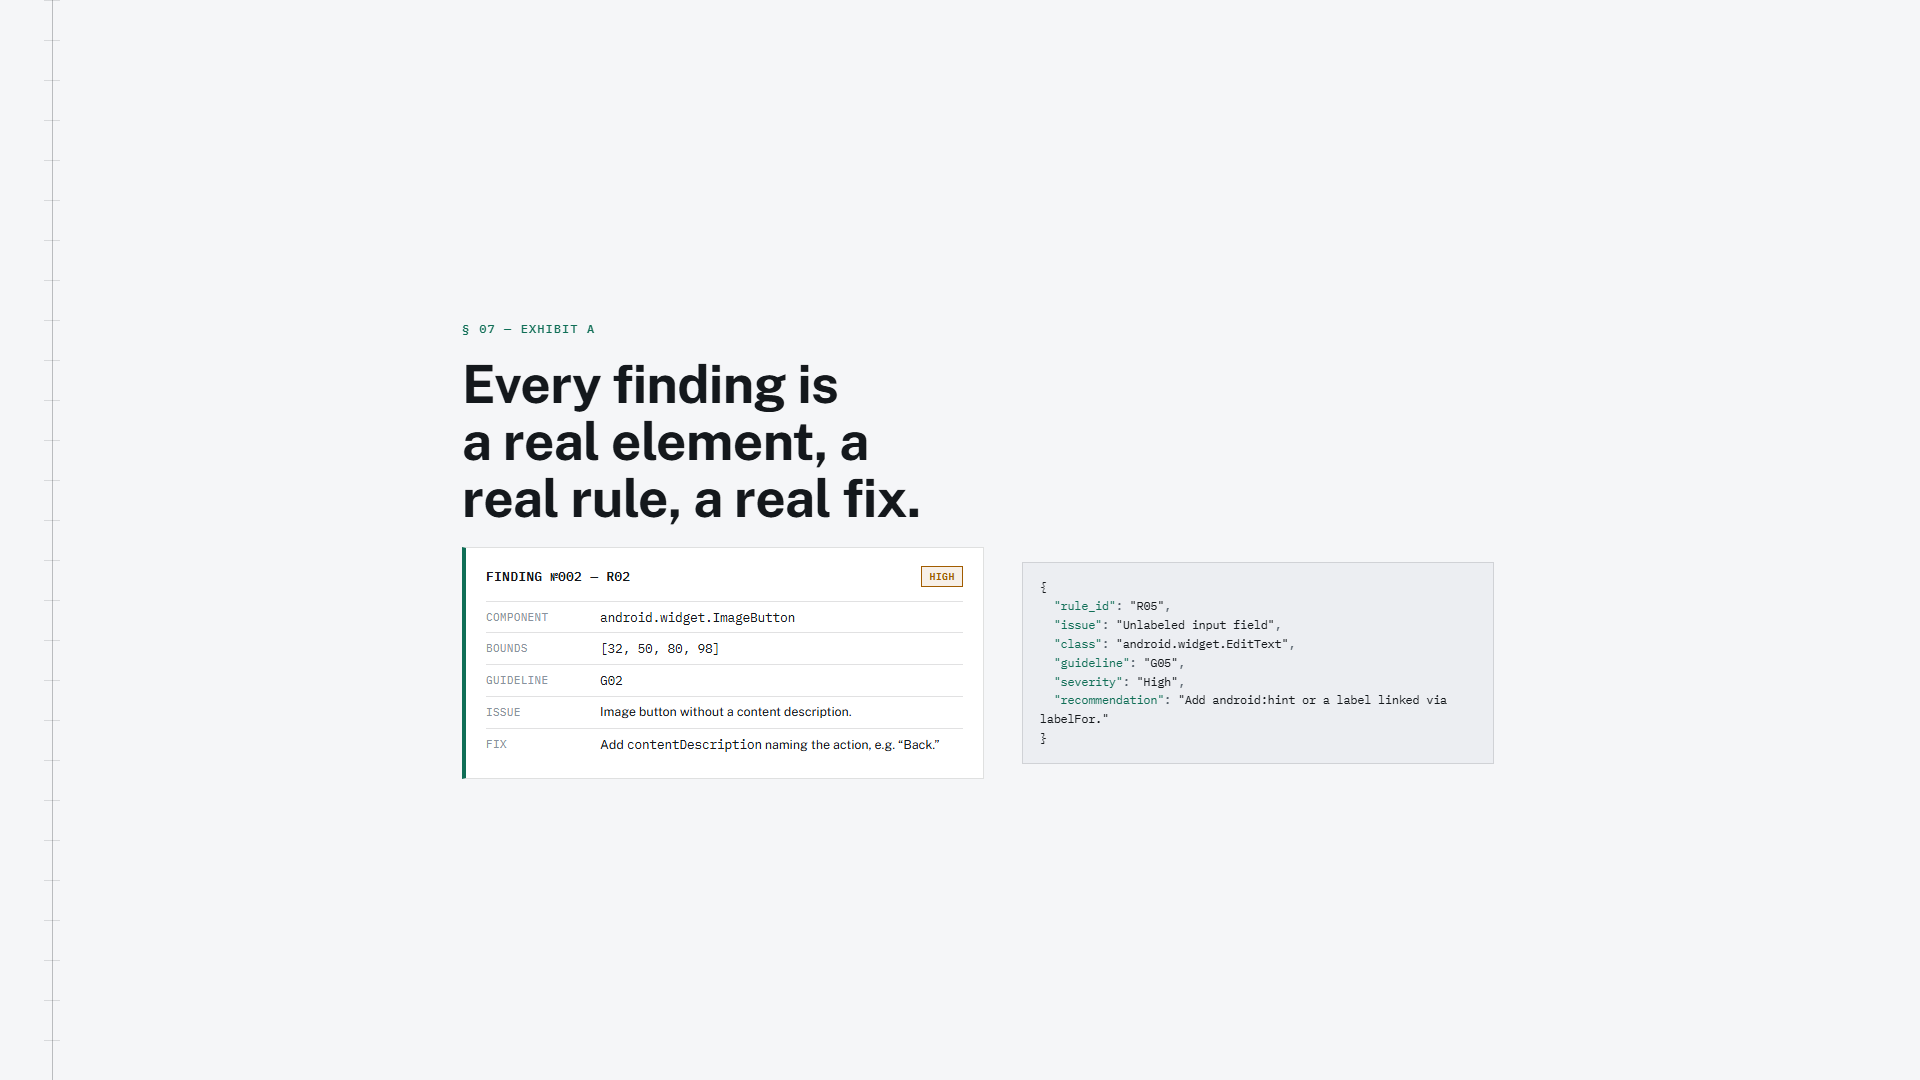 § 07 — EXHIBIT A
Every finding is
a real element, a
real rule, a real fix.
FINDING №002 — R02
HIGH
COMPONENT android.widget.ImageButton
BOUNDS [32, 50, 80, 98]
GUIDELINE G02
ISSUE Image button without a content description.
FIX Add contentDescription naming the action, e.g. “Back.”
{
"rule_id": "R05",
"issue": "Unlabeled input field",
"class": "android.widget.EditText",
"guideline": "G05",
"severity": "High",
"recommendation": "Add android:hint or a label linked via
labelFor."
}